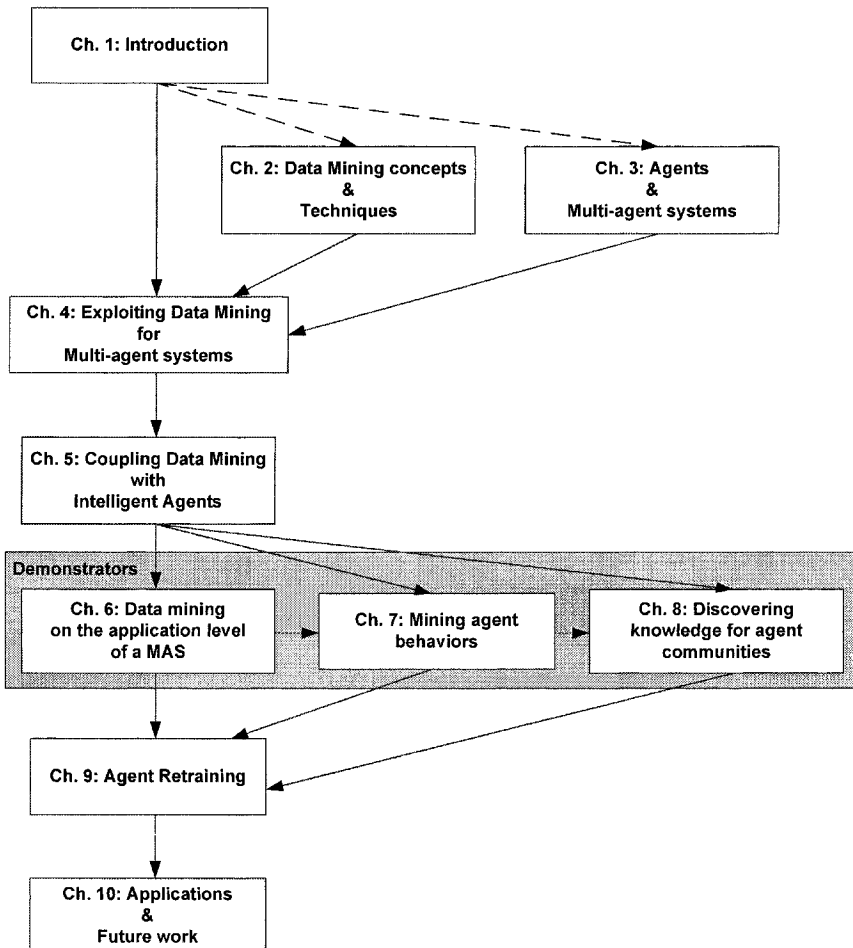 Ch. 1: Introduction
Ch. 2: Data Mining concepts
&
Techniques
Ch. 3: Agents
&
Multi-agent systems
Ch. 4: Exploiting Data Mining
for
Multi-agent systems
Ch. 5: Coupling Data Mining
with
Intelligent Agents
Demonstrators
Ch. 6: Data mining
on the application level
of a MAS
Ch. 7: Mining agent
behaviors
Ch. 8: Discovering
knowledge for agent
communities
Ch. 9: Agent Retraining
Ch. 10: Applications
&
Future work